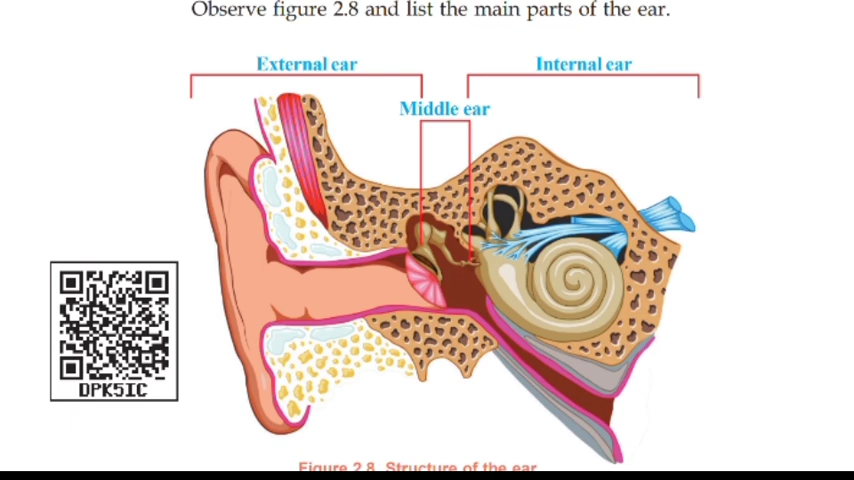 Observe figure 2.8 and list the main parts of the ear.
External ear
Internal ear
Middle ear
DPK5IC
Figure 2.8 Structure of the ear